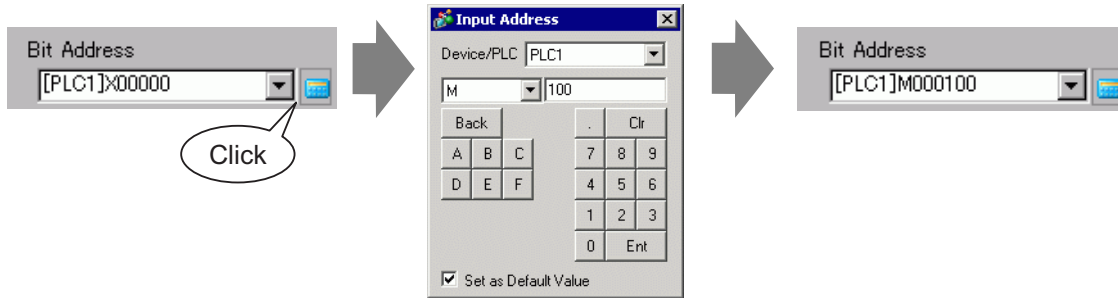 Bit Address
[PLC1]X00000
Click
Input Address
Device/PLC PLC1
M 100
Back . Clr
A B C 7 8 9
D E F 4 5 6
1 2 3
0 Ent
Set as Default Value
Bit Address
[PLC1]M000100